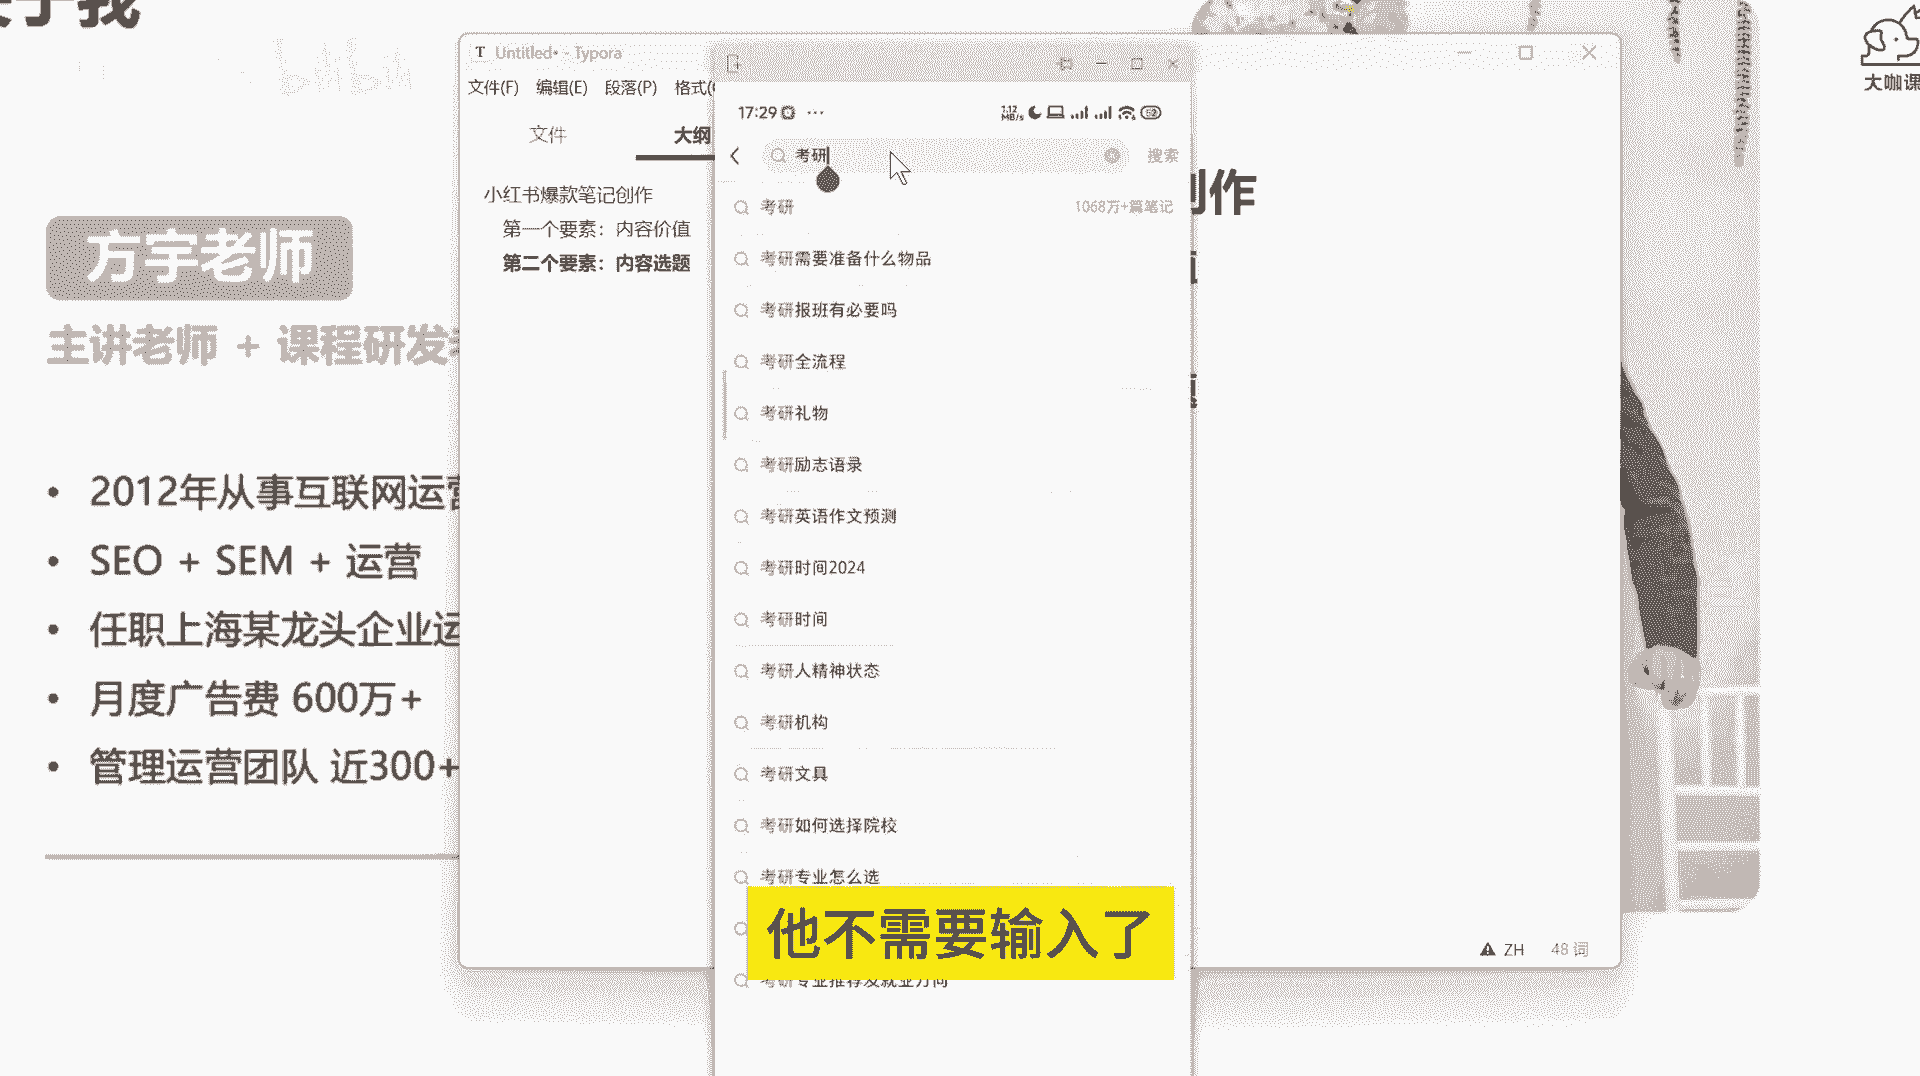 关于我
bilibili
大咖课
方宇老师
主讲老师 + 课程研发
2012年从事互联网运营
SEO + SEM + 运营
任职上海某龙头企业运
月度广告费 600万+
管理运营团队 近300+
Untitled• - Typora
文件(F) 编辑(E) 段落(P) 格式(
文件 大纲
小红书爆款笔记创作
第一个要素：内容价值
第二个要素：内容选题
创作
ZH 48 词
17:29 ··· 1.12 MB/s
考研 搜索
考研 1068万+篇笔记
考研需要准备什么物品
考研报班有必要吗
考研全流程
考研礼物
考研励志语录
考研英语作文预测
考研时间2024
考研时间
考研人精神状态
考研机构
考研文具
考研如何选择院校
考研专业怎么选
考研专业推荐及就业方向
他不需要输入了